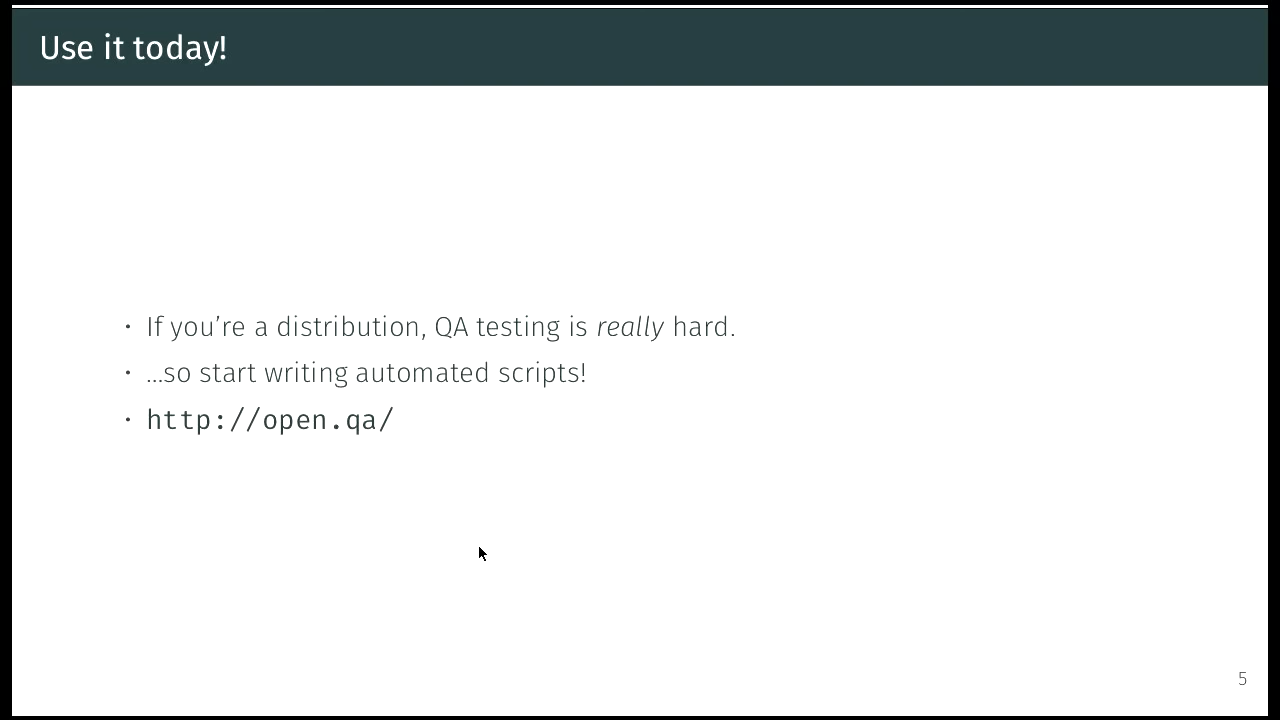 Use it today!
• If you’re a distribution, QA testing is really hard.
• …so start writing automated scripts!
• http://open.qa/
5